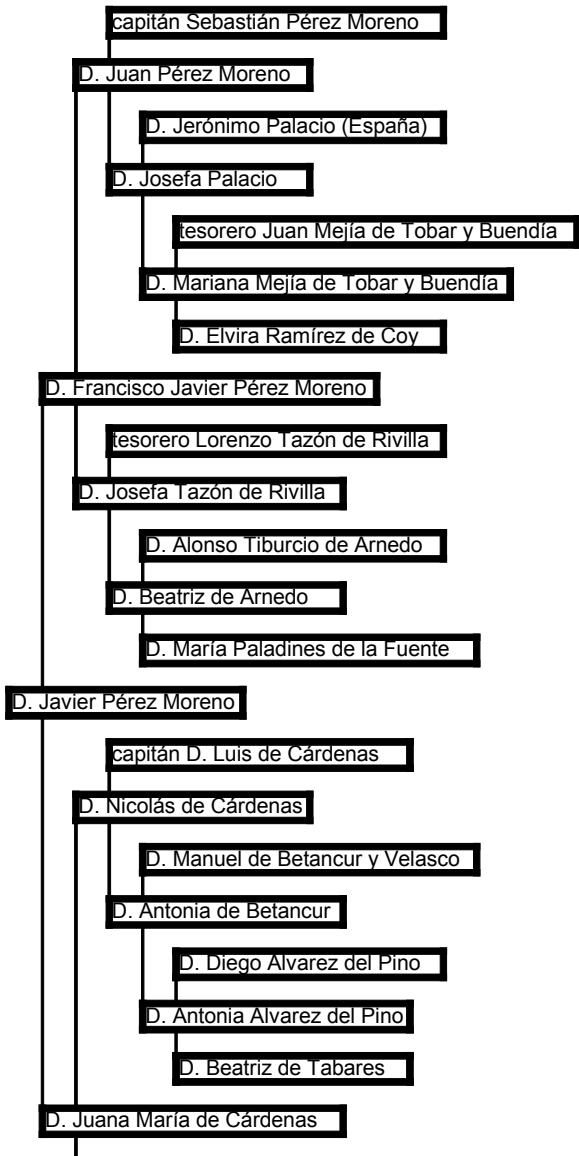 capitán Sebastián Pérez Moreno
D. Juan Pérez Moreno
D. Jerónimo Palacio (España)
D. Josefa Palacio
tesorero Juan Mejía de Tobar y Buendía
D. Mariana Mejía de Tobar y Buendía
D. Elvira Ramírez de Coy
D. Francisco Javier Pérez Moreno
tesorero Lorenzo Tazón de Rivilla
D. Josefa Tazón de Rivilla
D. Alonso Tiburcio de Arnedo
D. Beatriz de Arnedo
D. María Paladines de la Fuente
D. Javier Pérez Moreno
capitán D. Luis de Cárdenas
D. Nicolás de Cárdenas
D. Manuel de Betancur y Velasco
D. Antonia de Betancur
D. Diego Alvarez del Pino
D. Antonia Alvarez del Pino
D. Beatriz de Tabares
D. Juana María de Cárdenas